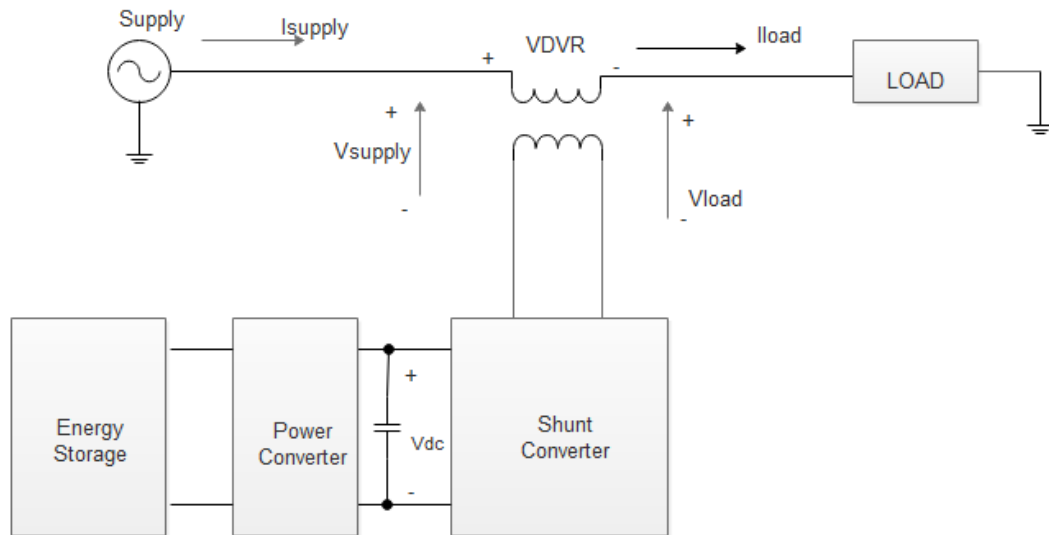 Supply
Isupply
VDVR
Iload
+
-
LOAD
+
Vsupply
-
+
Vload
-
Energy
Storage
Power
Converter
+
Vdc
-
Shunt
Converter